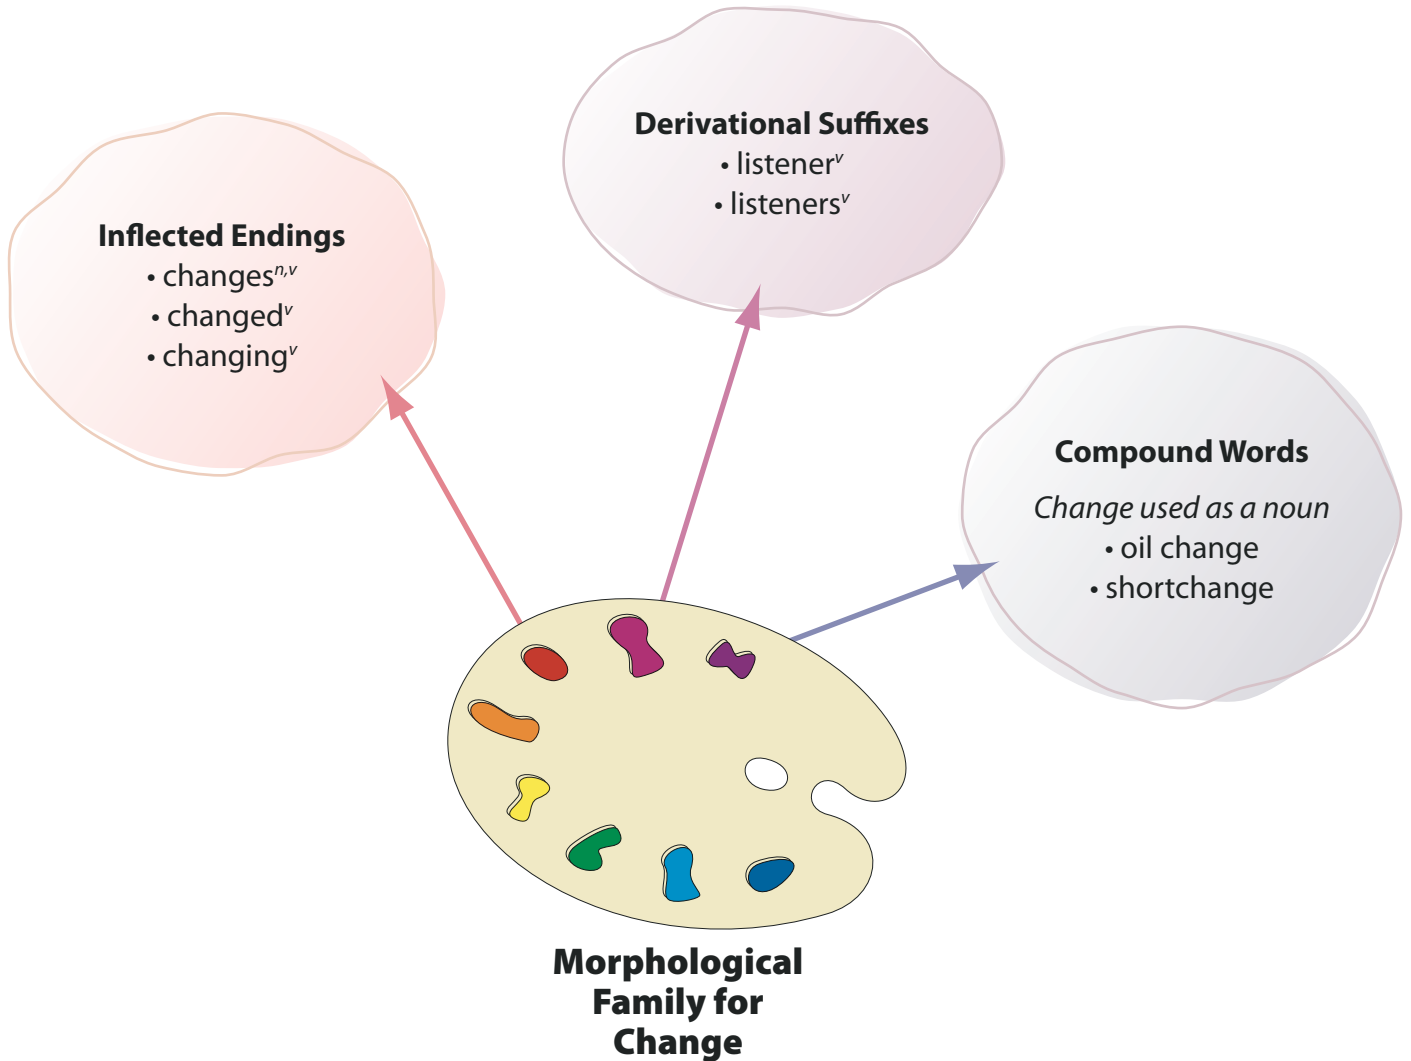 Derivational Suffixes
• listenerᵛ
• listenersᵛ
Inflected Endings
• changesⁿ,ᵛ
• changedᵛ
• changingᵛ
Compound Words
Change used as a noun
• oil change
• shortchange
Morphological
Family for
Change